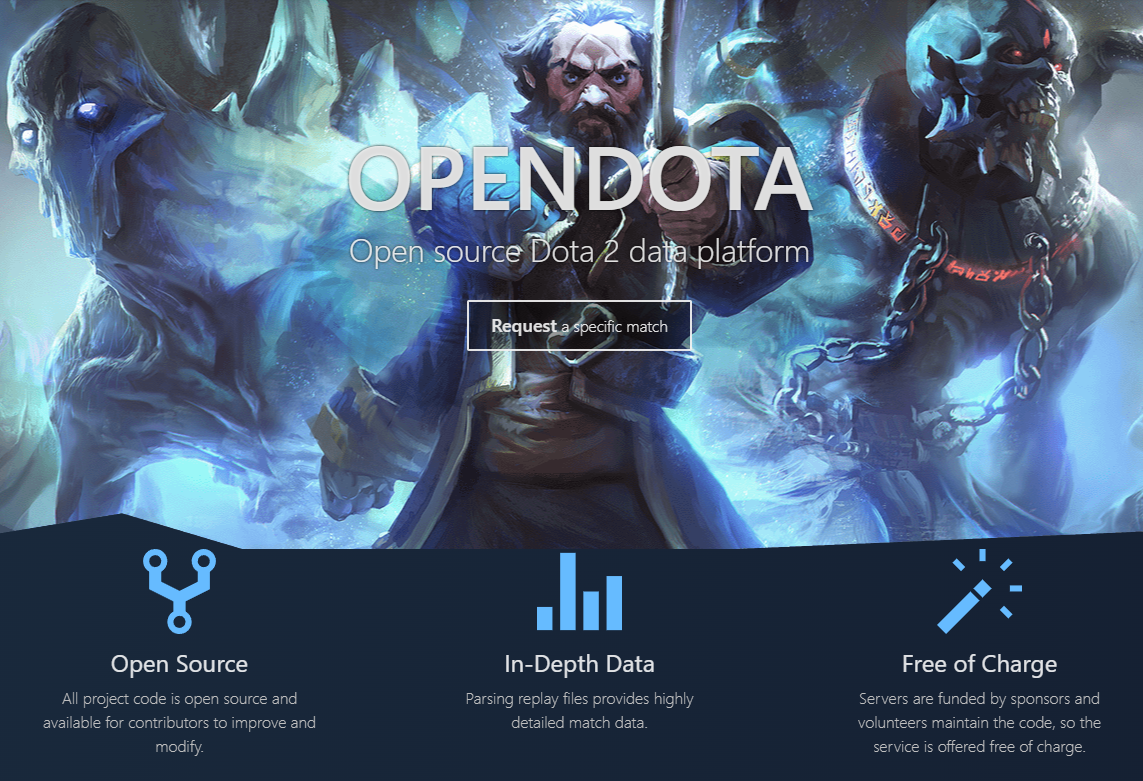 OPENDOTA
Open source Dota 2 data platform
Request a specific match
Open Source
All project code is open source and
available for contributors to improve and
modify.
In-Depth Data
Parsing replay files provides highly
detailed match data.
Free of Charge
Servers are funded by sponsors and
volunteers maintain the code, so the
service is offered free of charge.